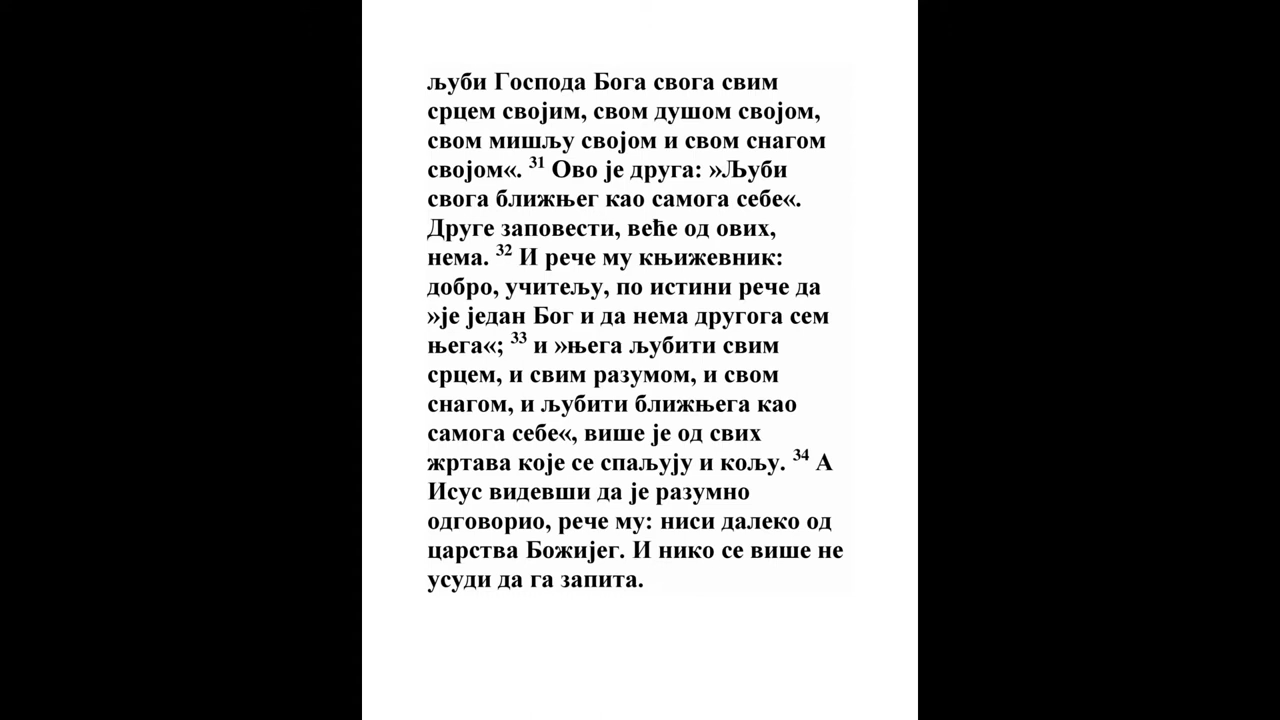 љуби Господа Бога свога свим
срцем својим, свом душом својом,
свом мишљу својом и свом снагом
својом«. 31 Ово је друга: »Љуби
свога ближњег као самога себе«.
Друге заповести, веће од ових,
нема. 32 И рече му књижевник:
добро, учитељу, по истини рече да
»је један Бог и да нема другога сем
њега«; 33 и »њега љубити свим
срцем, и свим разумом, и свом
снагом, и љубити ближњега као
самога себе«, више је од свих
жртава које се спаљују и кољу. 34 А
Исус видевши да је разумно
одговорио, рече му: ниси далеко од
царства Божијег. И нико се више не
усуди да га запита.